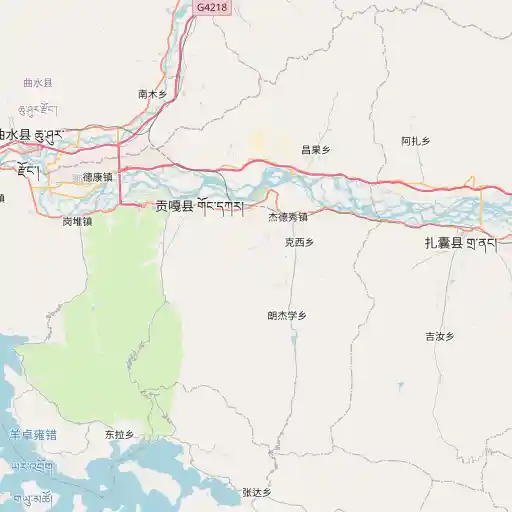 G4218
曲水县
ཆུ་ཤུར་རྫོང་།
南木乡
曲水县 ཆུ་ཤུར་
རྫོང་།
昌果乡
阿扎乡
德康镇
镇
岗堆镇
贡嘎县 གོང་དཀར།
杰德秀镇
克西乡
扎囊县 གྲ་ནང།
朗杰学乡
吉汝乡
羊卓雍错
东拉乡
张达乡